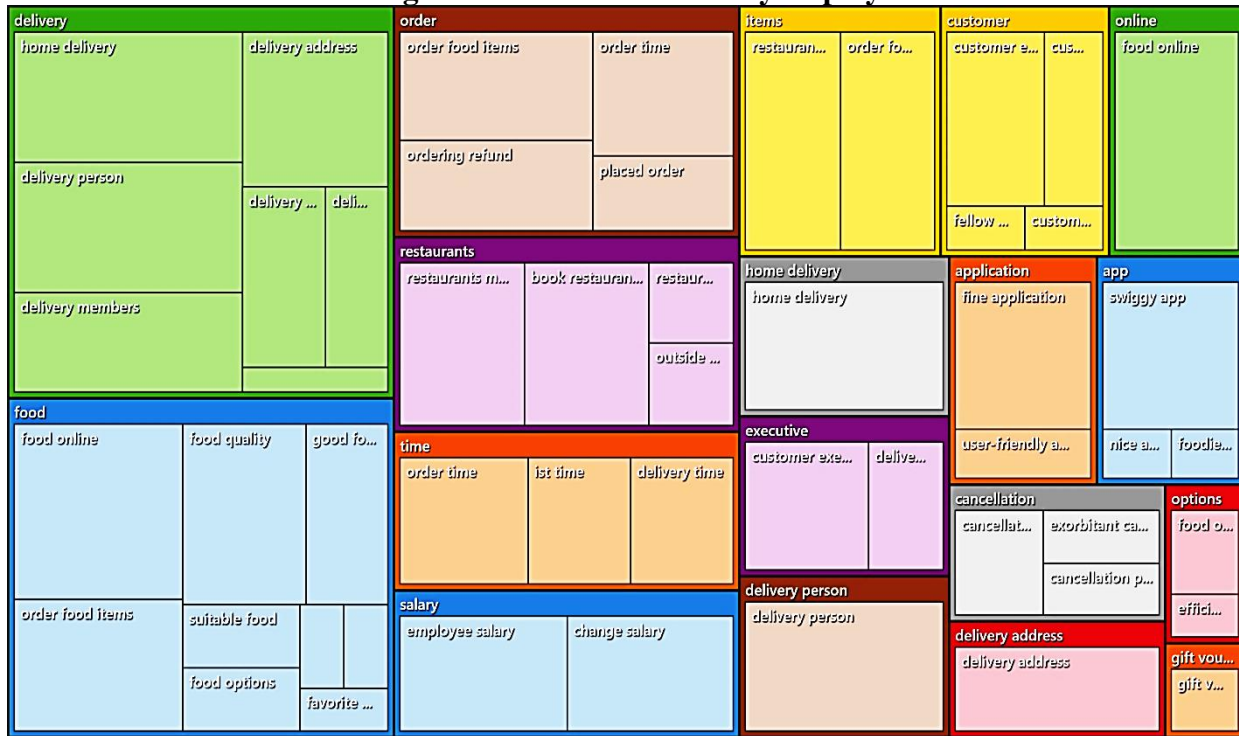 delivery
home delivery
delivery address
delivery person
delivery ...
deli...
delivery members
food
food online
food quality
good fo...
order food items
suitable food
food options
favorite ...
order
order food items
order time
ordering refund
placed order
restaurants
restaurants m...
book restauran...
restaur...
outside ...
time
order time
ist time
delivery time
salary
employee salary
change salary
items
restauran...
order fo...
customer
customer e...
cus...
fellow ...
custom...
online
food online
home delivery
home delivery
application
fine application
user-friendly a...
app
swiggy app
nice a...
foodie...
executive
customer exe...
delive...
cancellation
cancellat...
exorbitant ca...
cancellation p...
options
food o...
effici...
delivery person
delivery person
delivery address
delivery address
gift vou...
gift v...